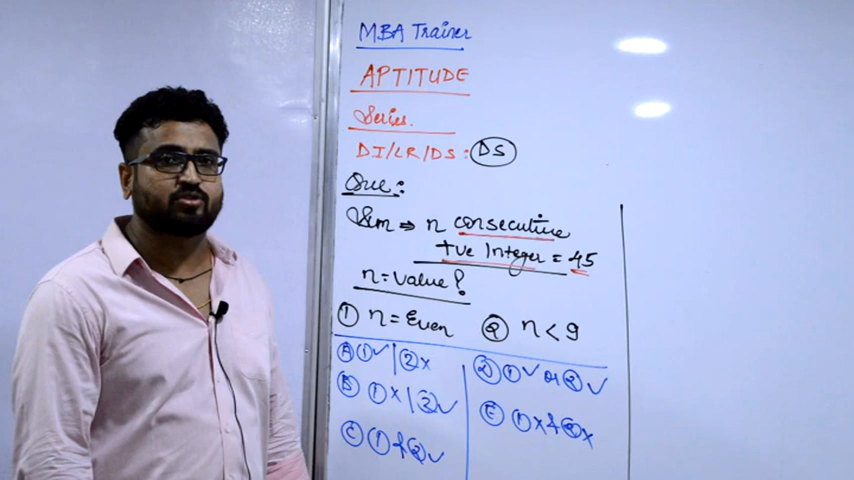 MBA Trainer
APTITUDE
Series.
DI/LR/DS: DS
Que:
Sum ⇒ n consecutive
+ve Integer = 45
n = Value?
① n = Even ② n < 9
Ⓐ ①✓ | ②×
Ⓑ ①× | ②✓
Ⓒ ① & ②✓
Ⓓ ①✓ or ②✓
Ⓔ ①× & ②×